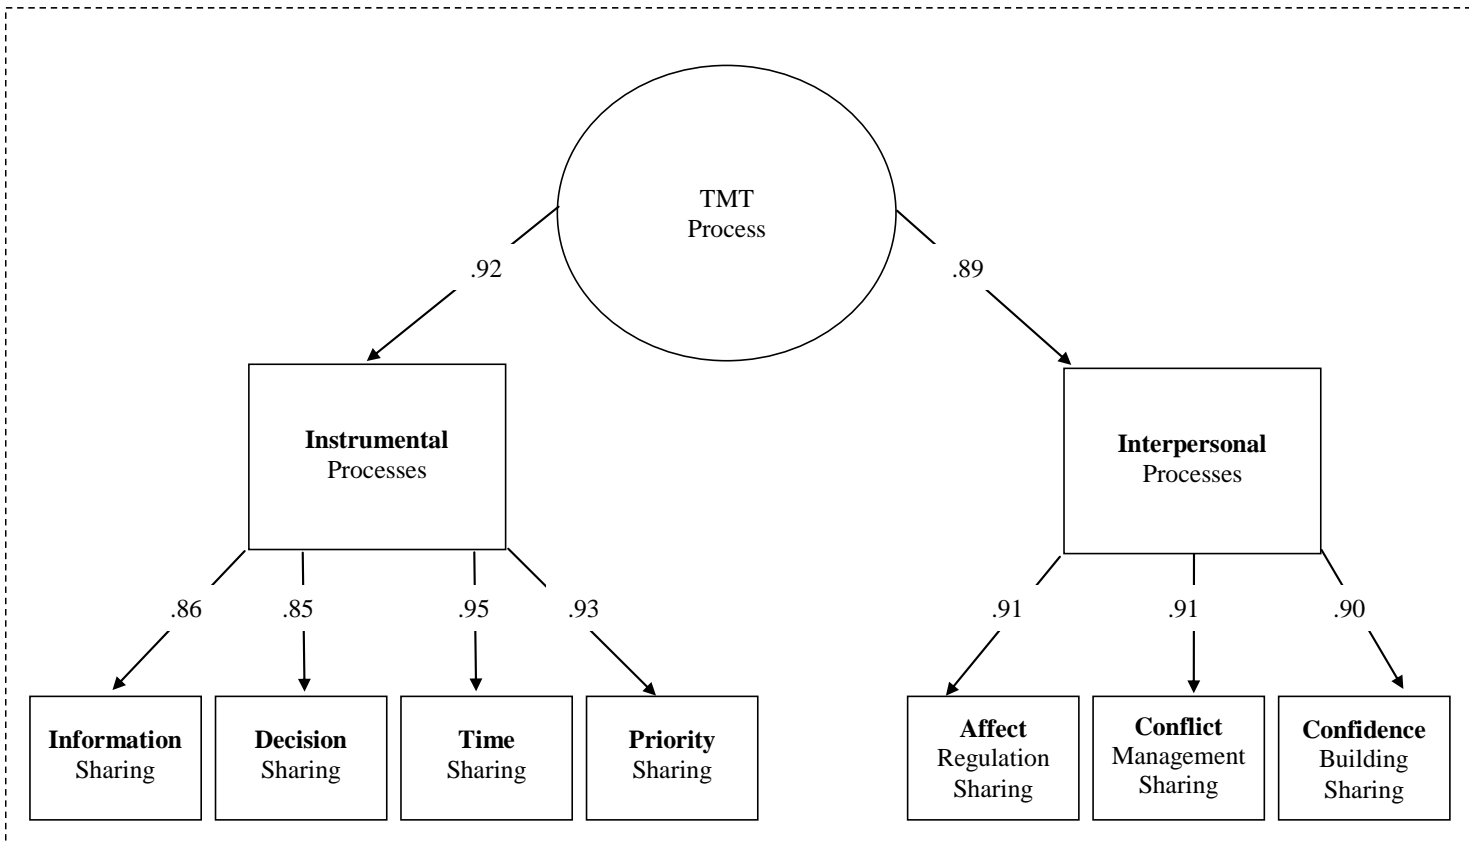 TMT
Process
.92
.89
Instrumental
Processes
Interpersonal
Processes
.86
.85
.95
.93
.91
.91
.90
Information
Sharing
Decision
Sharing
Time
Sharing
Priority
Sharing
Affect
Regulation
Sharing
Conflict
Management
Sharing
Confidence
Building
Sharing